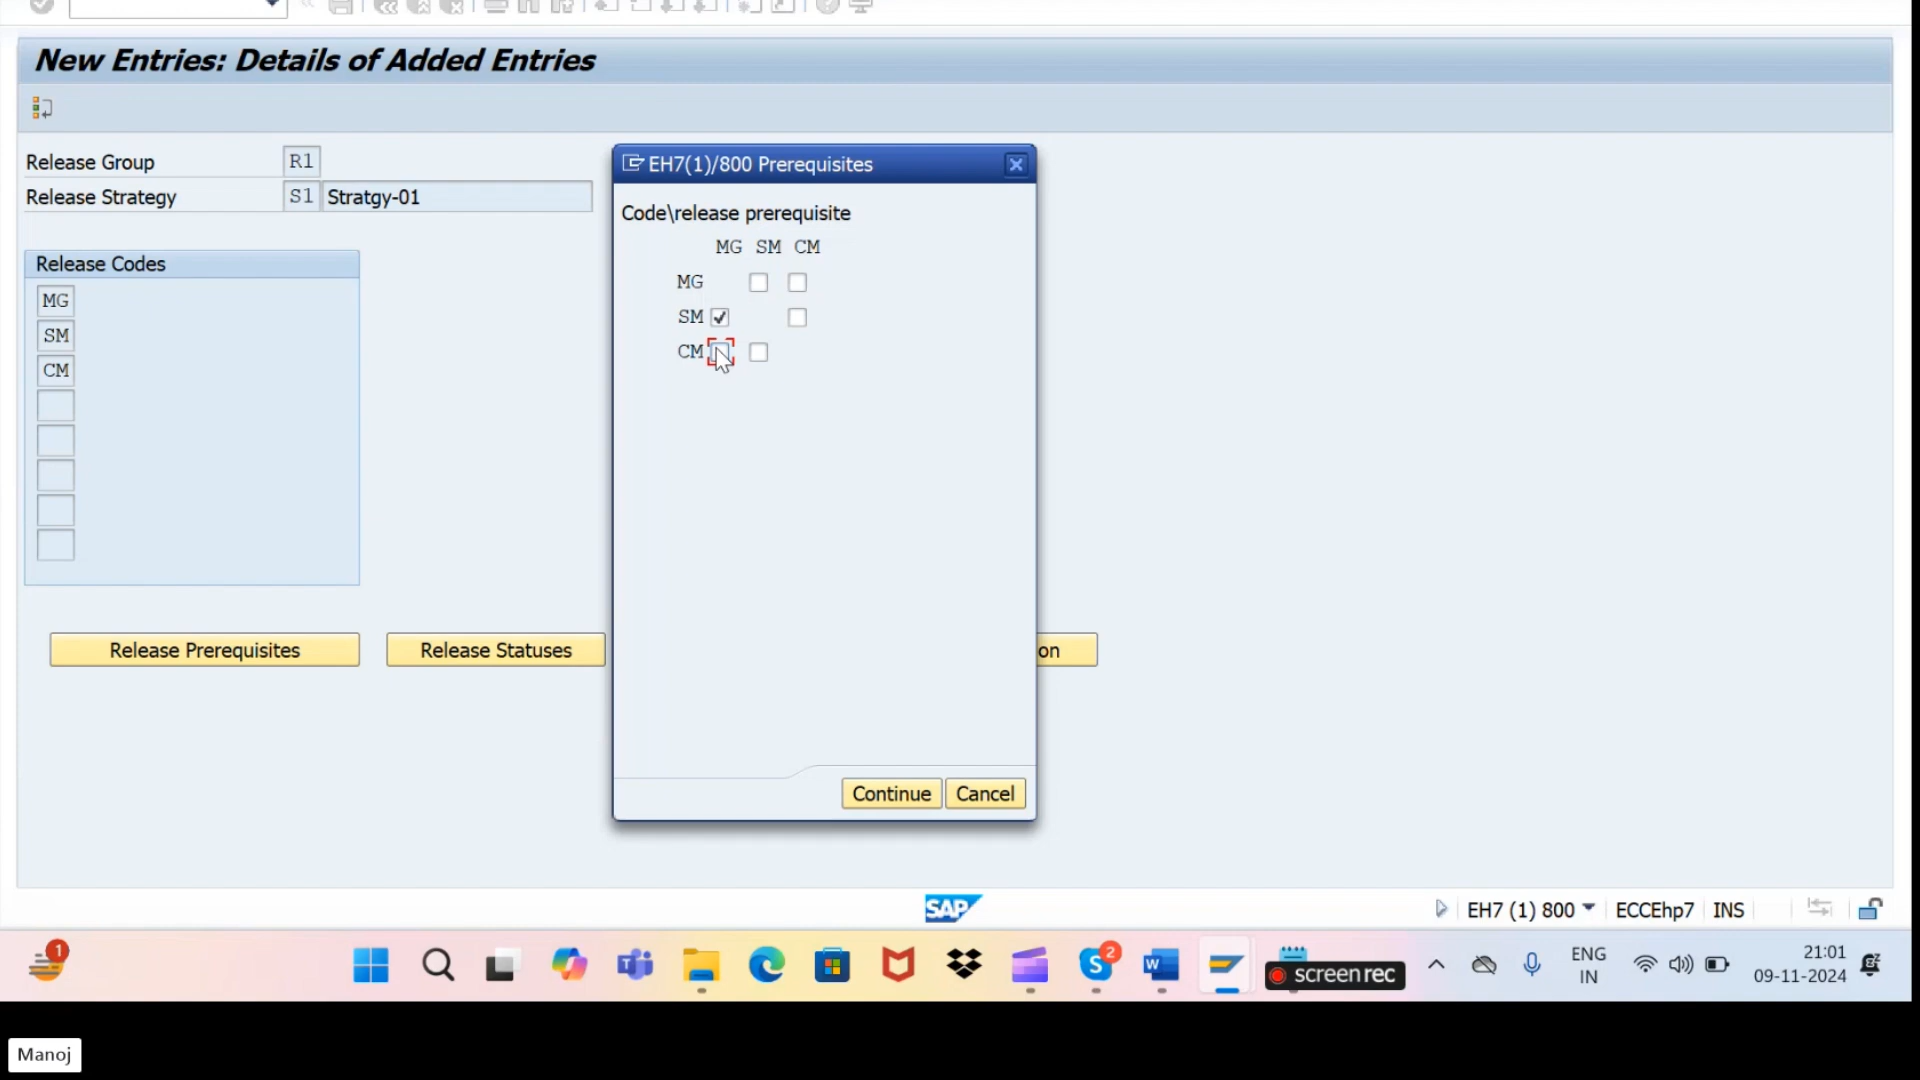 New Entries: Details of Added Entries
Release Group R1
Release Strategy S1 Stratgy-01
Release Codes
MG
SM
CM
Release Prerequisites Release Statuses on
EH7(1)/800 Prerequisites
Code\release prerequisite
MG SM CM
MG
SM
CM
Continue Cancel
SAP EH7 (1) 800 ECCEhp7 INS
1 S 2 W screenrec ENG IN 21:01
09-11-2024
Manoj